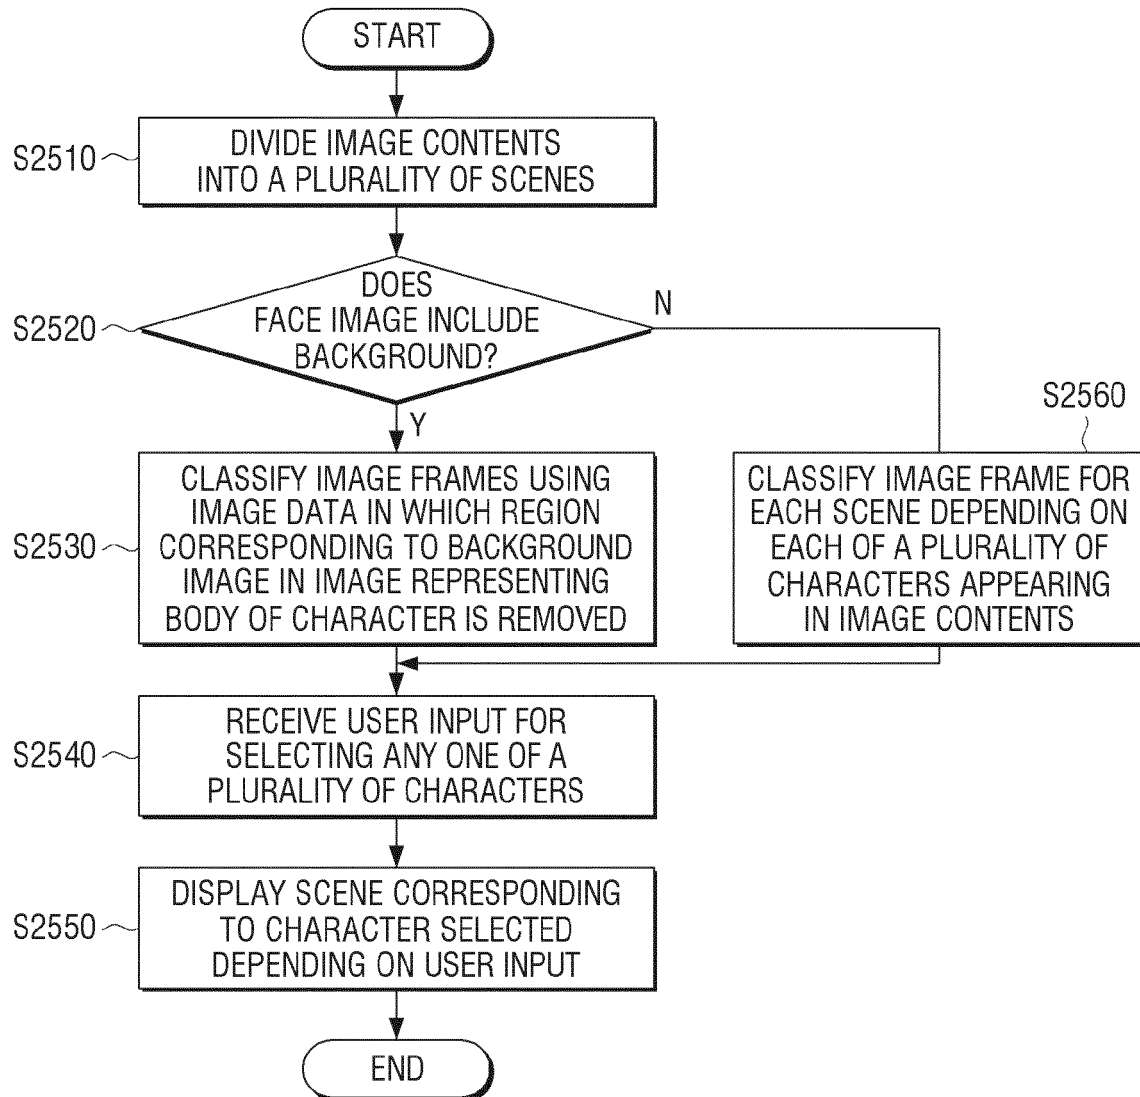 START
S2510
DIVIDE IMAGE CONTENTS
INTO A PLURALITY OF SCENES
S2520
DOES
FACE IMAGE INCLUDE
BACKGROUND?
N
Y
S2530
CLASSIFY IMAGE FRAMES USING
IMAGE DATA IN WHICH REGION
CORRESPONDING TO BACKGROUND
IMAGE IN IMAGE REPRESENTING
BODY OF CHARACTER IS REMOVED
S2560
CLASSIFY IMAGE FRAME FOR
EACH SCENE DEPENDING ON
EACH OF A PLURALITY OF
CHARACTERS APPEARING
IN IMAGE CONTENTS
S2540
RECEIVE USER INPUT FOR
SELECTING ANY ONE OF A
PLURALITY OF CHARACTERS
S2550
DISPLAY SCENE CORRESPONDING
TO CHARACTER SELECTED
DEPENDING ON USER INPUT
END